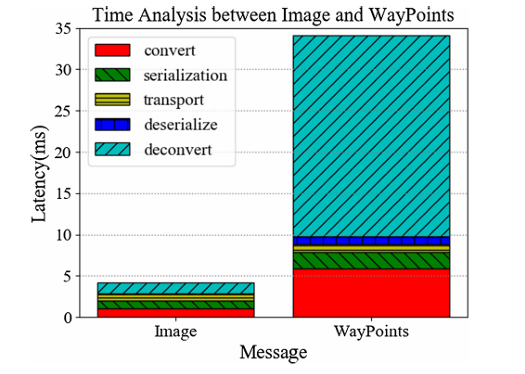 Time Analysis between Image and WayPoints
Latency(ms)
35
30
25
20
15
10
5
0
convert
serialization
transport
deserialize
deconvert
Image
WayPoints
Message